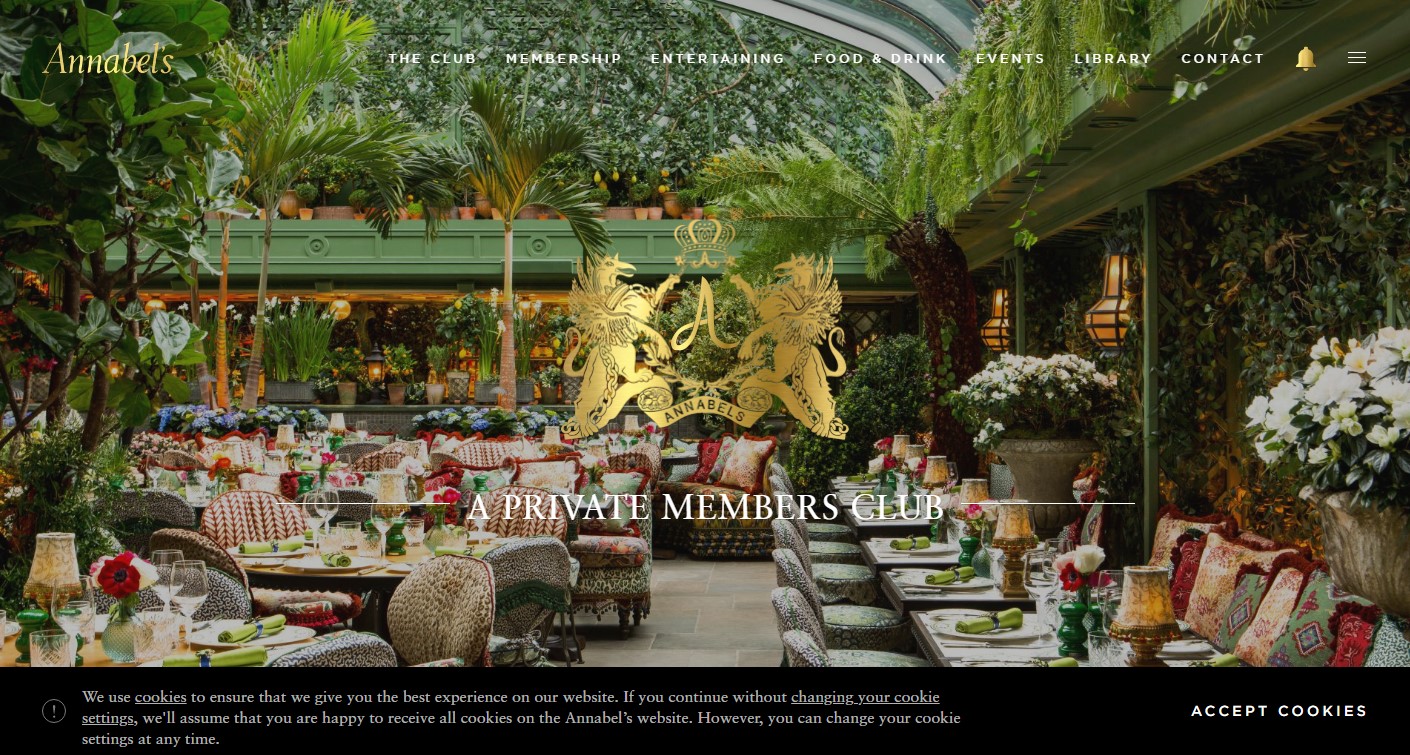 Annabel's
THE CLUB MEMBERSHIP ENTERTAINING FOOD & DRINK EVENTS LIBRARY CONTACT
A
ANNABELS
A PRIVATE MEMBERS CLUB
We use cookies to ensure that we give you the best experience on our website. If you continue without changing your cookie
settings, we'll assume that you are happy to receive all cookies on the Annabel’s website. However, you can change your cookie
settings at any time.
ACCEPT COOKIES